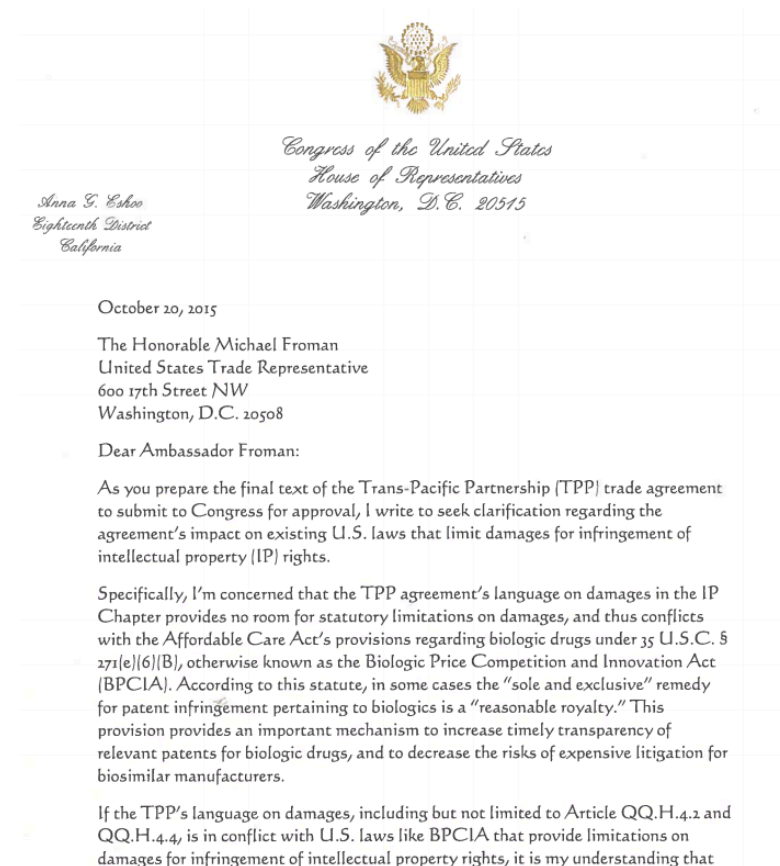 Congress of the United States
House of Representatives
Washington, D.C. 20515
Anna G. Eshoo
Eighteenth District
California
October 20, 2015
The Honorable Michael Froman
United States Trade Representative
600 17th Street NW
Washington, D.C. 20508
Dear Ambassador Froman:
As you prepare the final text of the Trans-Pacific Partnership (TPP) trade agreement
to submit to Congress for approval, I write to seek clarification regarding the
agreement's impact on existing U.S. laws that limit damages for infringement of
intellectual property (IP) rights.
Specifically, I'm concerned that the TPP agreement's language on damages in the IP
Chapter provides no room for statutory limitations on damages, and thus conflicts
with the Affordable Care Act's provisions regarding biologic drugs under 35 U.S.C. §
271(e)(6)(B), otherwise known as the Biologic Price Competition and Innovation Act
(BPCIA). According to this statute, in some cases the "sole and exclusive" remedy
for patent infringement pertaining to biologics is a "reasonable royalty." This
provision provides an important mechanism to increase timely transparency of
relevant patents for biologic drugs, and to decrease the risks of expensive litigation for
biosimilar manufacturers.
If the TPP's language on damages, including but not limited to Article QQ.H.4.2 and
QQ.H.4.4, is in conflict with U.S. laws like BPCIA that provide limitations on
damages for infringement of intellectual property rights, it is my understanding that